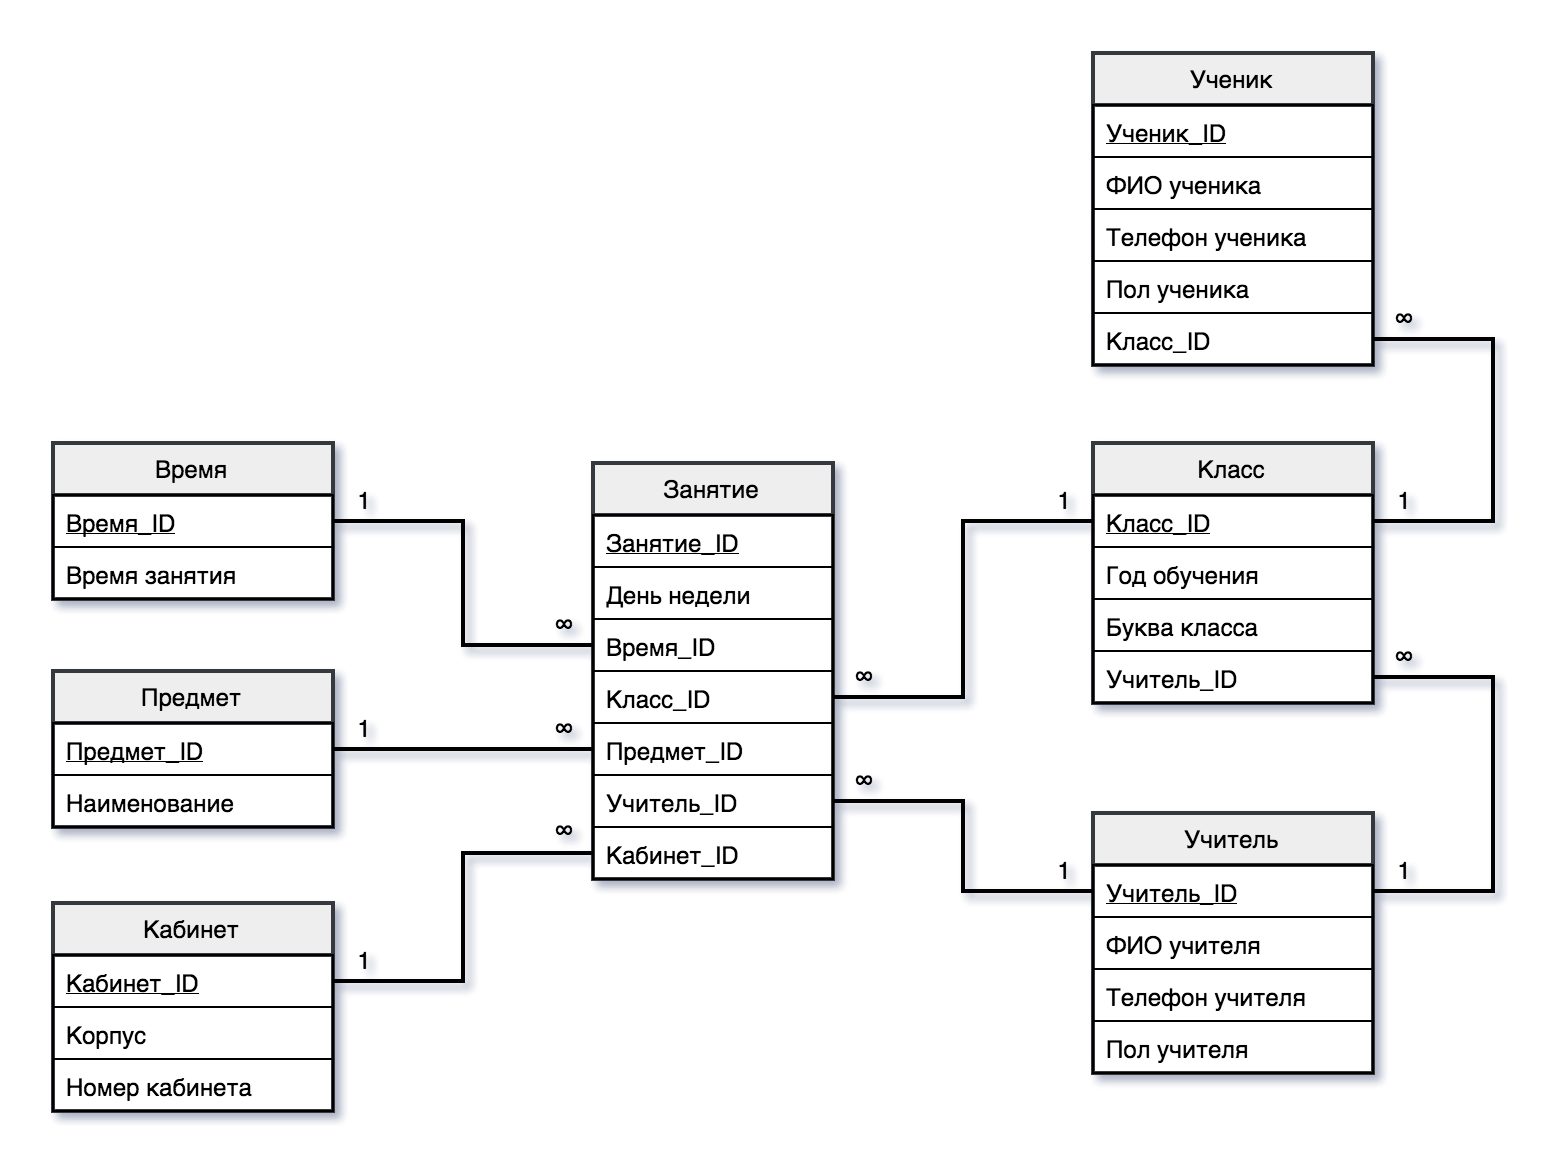 Ученик
Ученик_ID
ФИО ученика
Телефон ученика
Пол ученика
Класс_ID
∞
Время
Время_ID
Время занятия
1
∞
Предмет
Предмет_ID
Наименование
1
∞
Кабинет
Кабинет_ID
Корпус
Номер кабинета
1
∞
Занятие
Занятие_ID
День недели
Время_ID
Класс_ID
Предмет_ID
Учитель_ID
Кабинет_ID
∞
∞
1
Класс
Класс_ID
Год обучения
Буква класса
Учитель_ID
1
∞
1
Учитель
Учитель_ID
ФИО учителя
Телефон учителя
Пол учителя
1